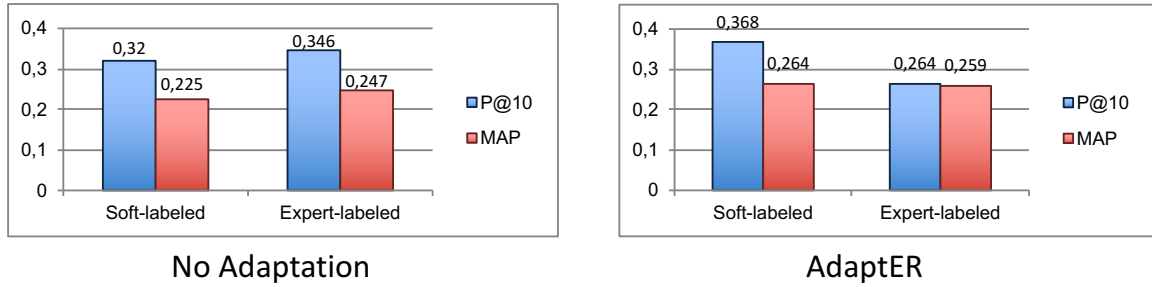 0,4
0,3
0,2
0,1
0
0,32
0,225
0,346
0,247
Soft-labeled
Expert-labeled
P@10
MAP
No Adaptation
0,4
0,3
0,2
0,1
0
0,368
0,264
0,264
0,259
Soft-labeled
Expert-labeled
P@10
MAP
AdaptER